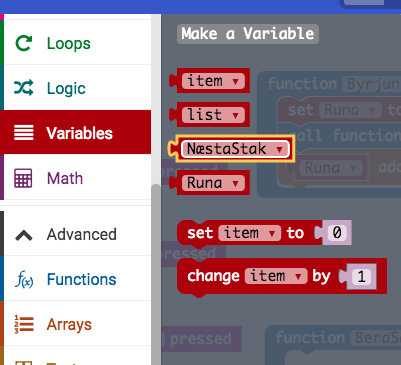 Loops
Logic
Variables
Math
Advanced
Functions
Arrays
Make a Variable
item
list
NæstaStak
Runa
set item to 0
change item by 1
function Byrjun
set Runa to
call function
Runa add
pressed
pressed
function BeraS